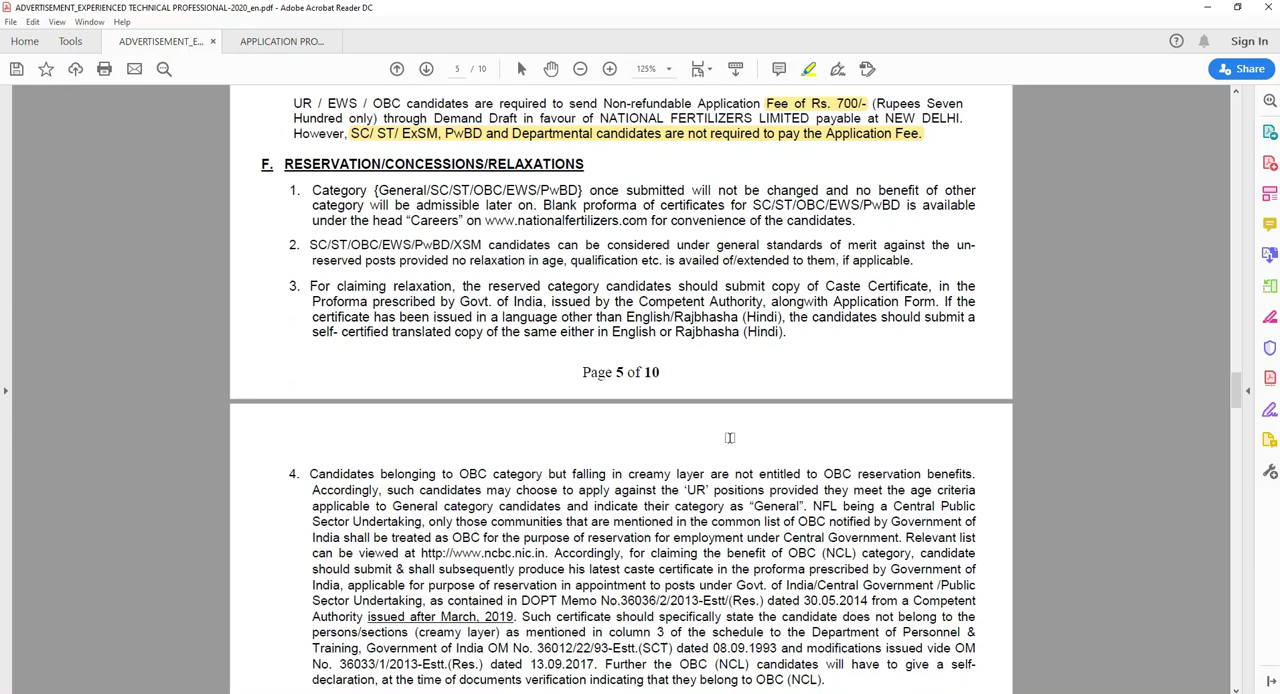 ADVERTISEMENT_EXPERIENCED TECHNICAL PROFESSIONAL-2020_en.pdf - Adobe Acrobat Reader DC
File Edit View Window Help
Home Tools ADVERTISEMENT_E... × APPLICATION PRO... Sign In
5 / 10 125% Share
UR / EWS / OBC candidates are required to send Non-refundable Application Fee of Rs. 700/- (Rupees Seven
Hundred only) through Demand Draft in favour of NATIONAL FERTILIZERS LIMITED payable at NEW DELHI.
However, SC/ ST/ ExSM, PwBD and Departmental candidates are not required to pay the Application Fee.
F. RESERVATION/CONCESSIONS/RELAXATIONS
1. Category {General/SC/ST/OBC/EWS/PwBD} once submitted will not be changed and no benefit of other
category will be admissible later on. Blank proforma of certificates for SC/ST/OBC/EWS/PwBD is available
under the head “Careers” on www.nationalfertilizers.com for convenience of the candidates.
2. SC/ST/OBC/EWS/PwBD/XSM candidates can be considered under general standards of merit against the un-
reserved posts provided no relaxation in age, qualification etc. is availed of/extended to them, if applicable.
3. For claiming relaxation, the reserved category candidates should submit copy of Caste Certificate, in the
Proforma prescribed by Govt. of India, issued by the Competent Authority, alongwith Application Form. If the
certificate has been issued in a language other than English/Rajbhasha (Hindi), the candidates should submit a
self- certified translated copy of the same either in English or Rajbhasha (Hindi).
Page 5 of 10
4. Candidates belonging to OBC category but falling in creamy layer are not entitled to OBC reservation benefits.
Accordingly, such candidates may choose to apply against the ‘UR’ positions provided they meet the age criteria
applicable to General category candidates and indicate their category as “General”. NFL being a Central Public
Sector Undertaking, only those communities that are mentioned in the common list of OBC notified by Government of
India shall be treated as OBC for the purpose of reservation for employment under Central Government. Relevant list
can be viewed at http://www.ncbc.nic.in. Accordingly, for claiming the benefit of OBC (NCL) category, candidate
should submit & shall subsequently produce his latest caste certificate in the proforma prescribed by Government of
India, applicable for purpose of reservation in appointment to posts under Govt. of India/Central Government /Public
Sector Undertaking, as contained in DOPT Memo No.36036/2/2013-Estt/(Res.) dated 30.05.2014 from a Competent
Authority issued after March, 2019. Such certificate should specifically state the candidate does not belong to the
persons/sections (creamy layer) as mentioned in column 3 of the schedule to the Department of Personnel &
Training, Government of India OM No. 36012/22/93-Estt.(SCT) dated 08.09.1993 and modifications issued vide OM
No. 36033/1/2013-Estt.(Res.) dated 13.09.2017. Further the OBC (NCL) candidates will have to give a self-
declaration, at the time of documents verification indicating that they belong to OBC (NCL).